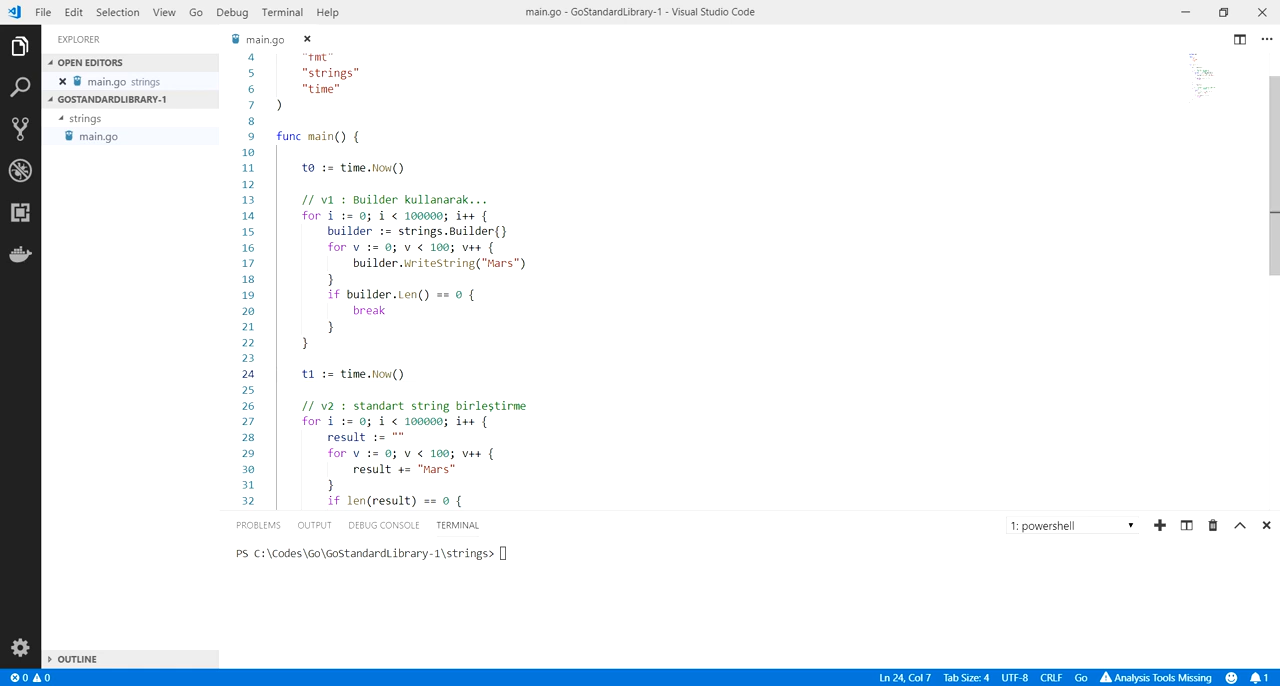 File Edit Selection View Go Debug Terminal Help
main.go - GoStandardLibrary-1 - Visual Studio Code
EXPLORER
OPEN EDITORS
main.go strings
GOSTANDARDLIBRARY-1
strings
main.go
OUTLINE
main.go
4 "fmt"
5 "strings"
6 "time"
7 )
8
9 func main() {
10
11 t0 := time.Now()
12
13 // v1 : Builder kullanarak...
14 for i := 0; i < 100000; i++ {
15 builder := strings.Builder{}
16 for v := 0; v < 100; v++ {
17 builder.WriteString("Mars")
18 }
19 if builder.Len() == 0 {
20 break
21 }
22 }
23
24 t1 := time.Now()
25
26 // v2 : standart string birleştirme
27 for i := 0; i < 100000; i++ {
28 result := ""
29 for v := 0; v < 100; v++ {
30 result += "Mars"
31 }
32 if len(result) == 0 {
PROBLEMS OUTPUT DEBUG CONSOLE TERMINAL
1: powershell
PS C:\Codes\Go\GoStandardLibrary-1\strings>
0 0
Ln 24, Col 7 Tab Size: 4 UTF-8 CRLF Go Analysis Tools Missing 1